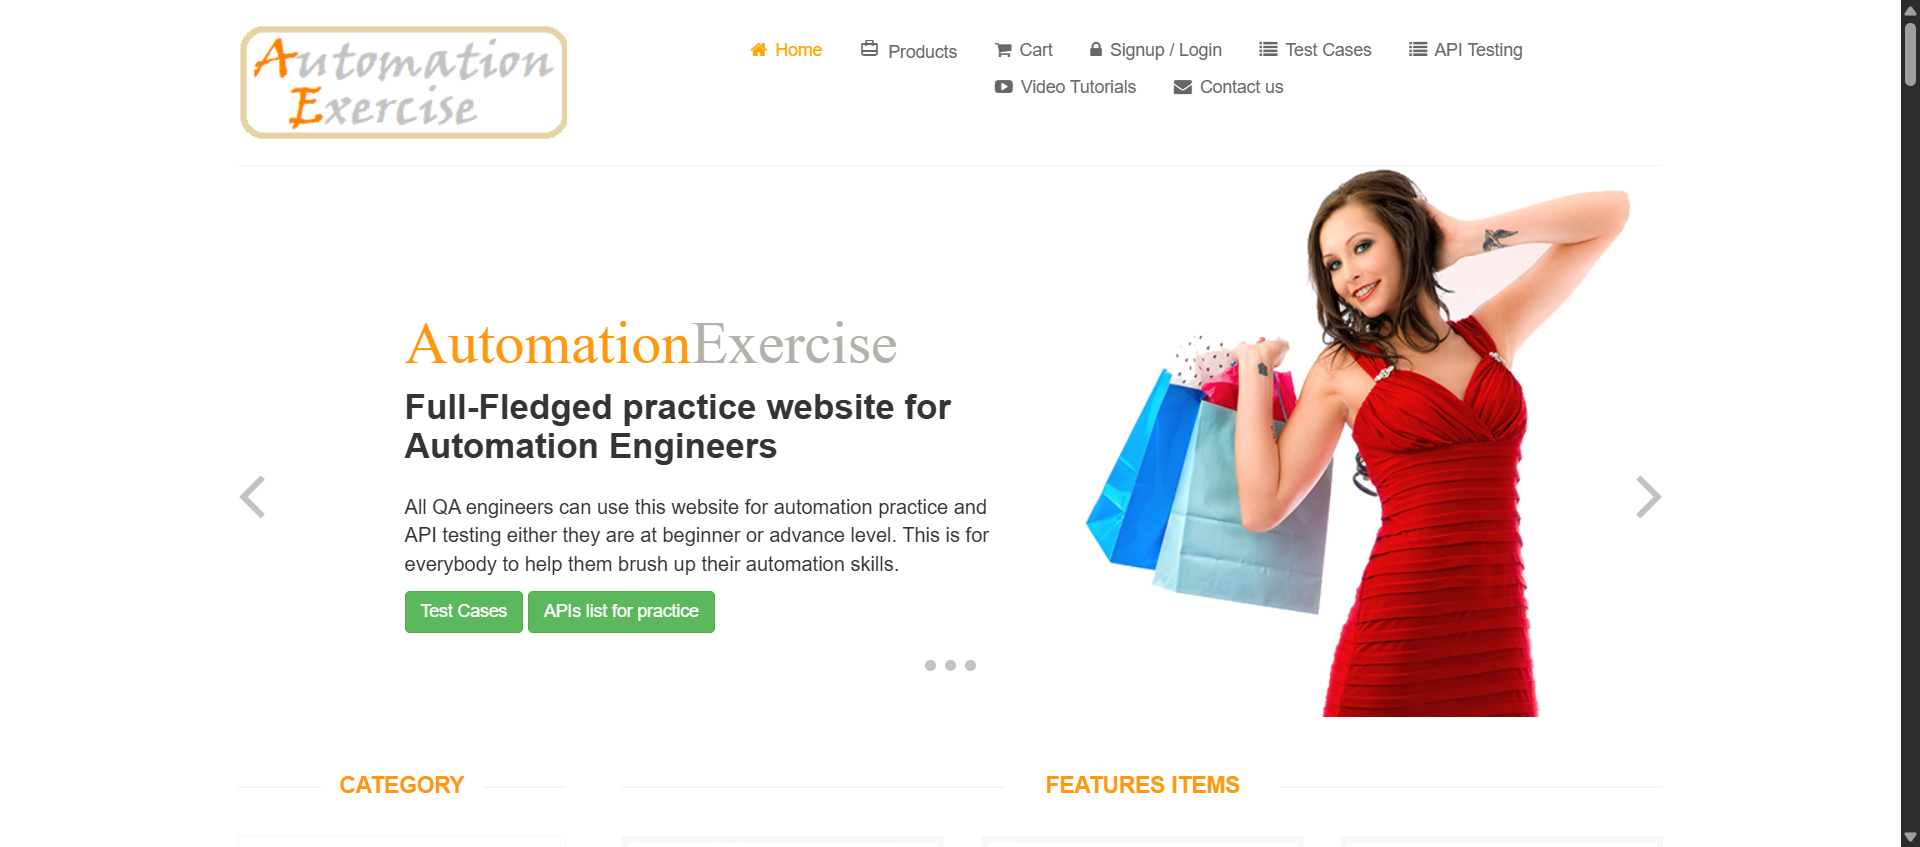 Automation
Exercise
Home
Products
Cart
Signup / Login
Test Cases
API Testing
Video Tutorials
Contact us
AutomationExercise
Full-Fledged practice website for
Automation Engineers
All QA engineers can use this website for automation practice and
API testing either they are at beginner or advance level. This is for
everybody to help them brush up their automation skills.
Test Cases
APIs list for practice
CATEGORY
FEATURES ITEMS